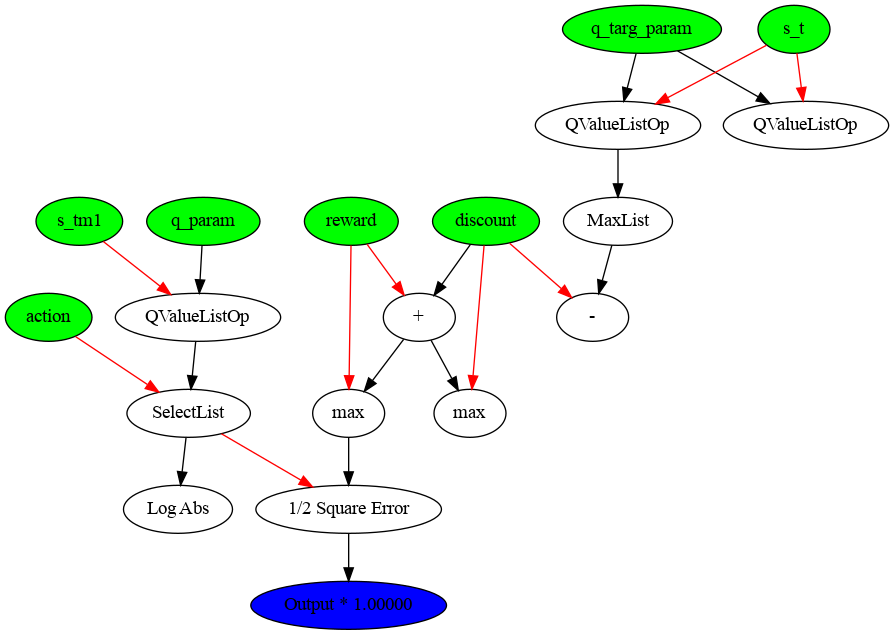 q_targ_param
s_t
QValueListOp
QValueListOp
s_tm1
q_param
reward
discount
MaxList
action
QValueListOp
+
-
SelectList
max
max
Log Abs
1/2 Square Error
Output * 1.00000